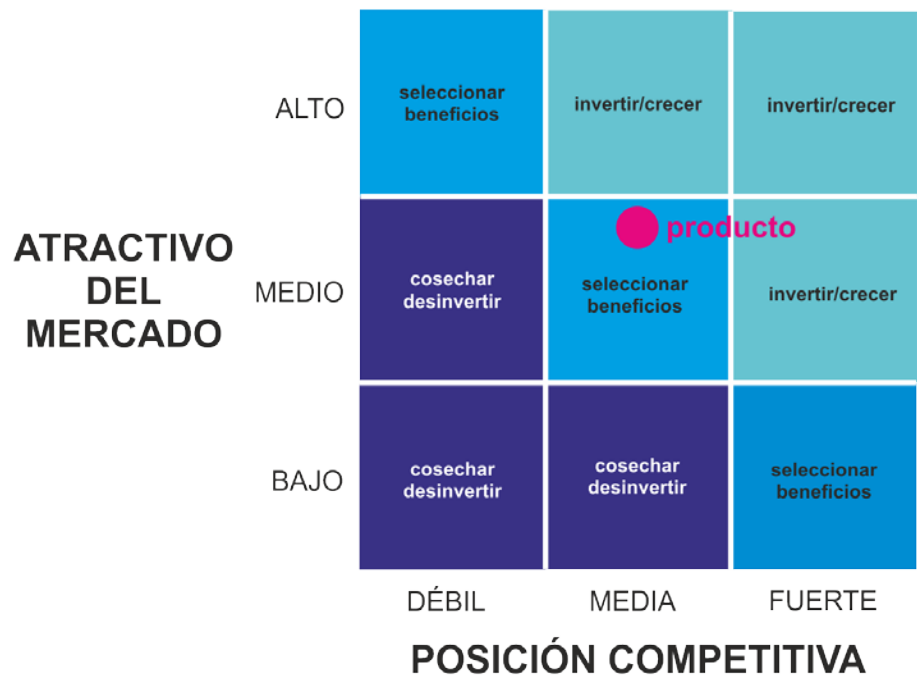 ALTO
seleccionar
beneficios
invertir/crecer
invertir/crecer
ATRACTIVO
DEL
MERCADO
MEDIO
cosechar
desinvertir
producto
seleccionar
beneficios
invertir/crecer
BAJO
cosechar
desinvertir
cosechar
desinvertir
seleccionar
beneficios
DÉBIL
MEDIA
FUERTE
POSICIÓN COMPETITIVA